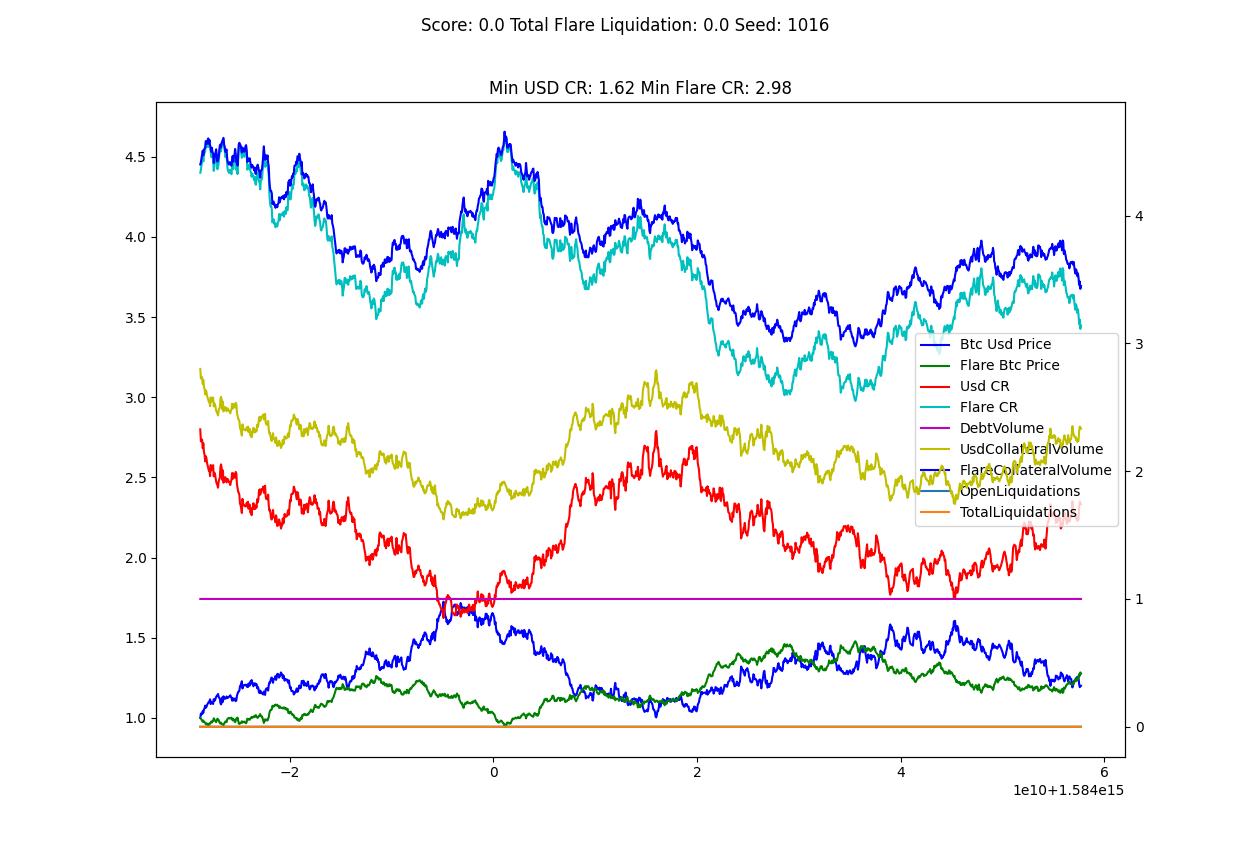 Score: 0.0 Total Flare Liquidation: 0.0 Seed: 1016
Min USD CR: 1.62 Min Flare CR: 2.98
4.5
4.0
3.5
3.0
2.5
2.0
1.5
1.0
4
3
2
1
0
Btc Usd Price
Flare Btc Price
Usd CR
Flare CR
DebtVolume
UsdCollateralVolume
FlareCollateralVolume
OpenLiquidations
TotalLiquidations
−2 0 2 4 6
1e10+1.584e15